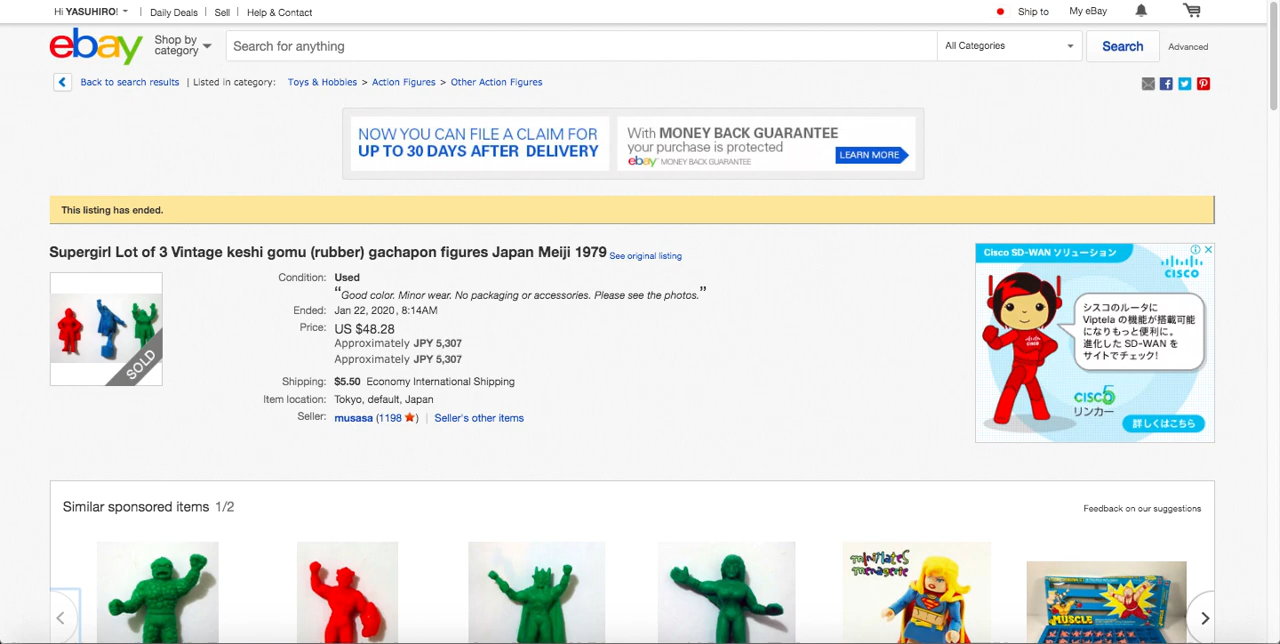 Hi YASUHIRO! Daily Deals Sell Help & Contact Ship to My eBay
ebay Shop by category Search for anything All Categories Search Advanced
Back to search results | Listed in category: Toys & Hobbies > Action Figures > Other Action Figures
NOW YOU CAN FILE A CLAIM FOR
UP TO 30 DAYS AFTER DELIVERY
With MONEY BACK GUARANTEE
your purchase is protected
ebay MONEY BACK GUARANTEE
LEARN MORE
This listing has ended.
Supergirl Lot of 3 Vintage keshi gomu (rubber) gachapon figures Japan Meiji 1979 See original listing
SOLD
Condition: Used
“Good color. Minor wear. No packaging or accessories. Please see the photos.”
Ended: Jan 22, 2020, 8:14AM
Price: US $48.28
Approximately JPY 5,307
Approximately JPY 5,307
Shipping: $5.50 Economy International Shipping
Item location: Tokyo, default, Japan
Seller: musasa (1198) | Seller's other items
Cisco SD-WAN ソリューション
CISCO
シスコのルータに
Viptela の機能が搭載可能
になりもっと便利に。
進化した SD-WAN を
サイトでチェック!
CISCO
リンカー
詳しくはこちら
Similar sponsored items 1/2
Feedback on our suggestions
MINIMATES
MENAGERIE
MUSCLE